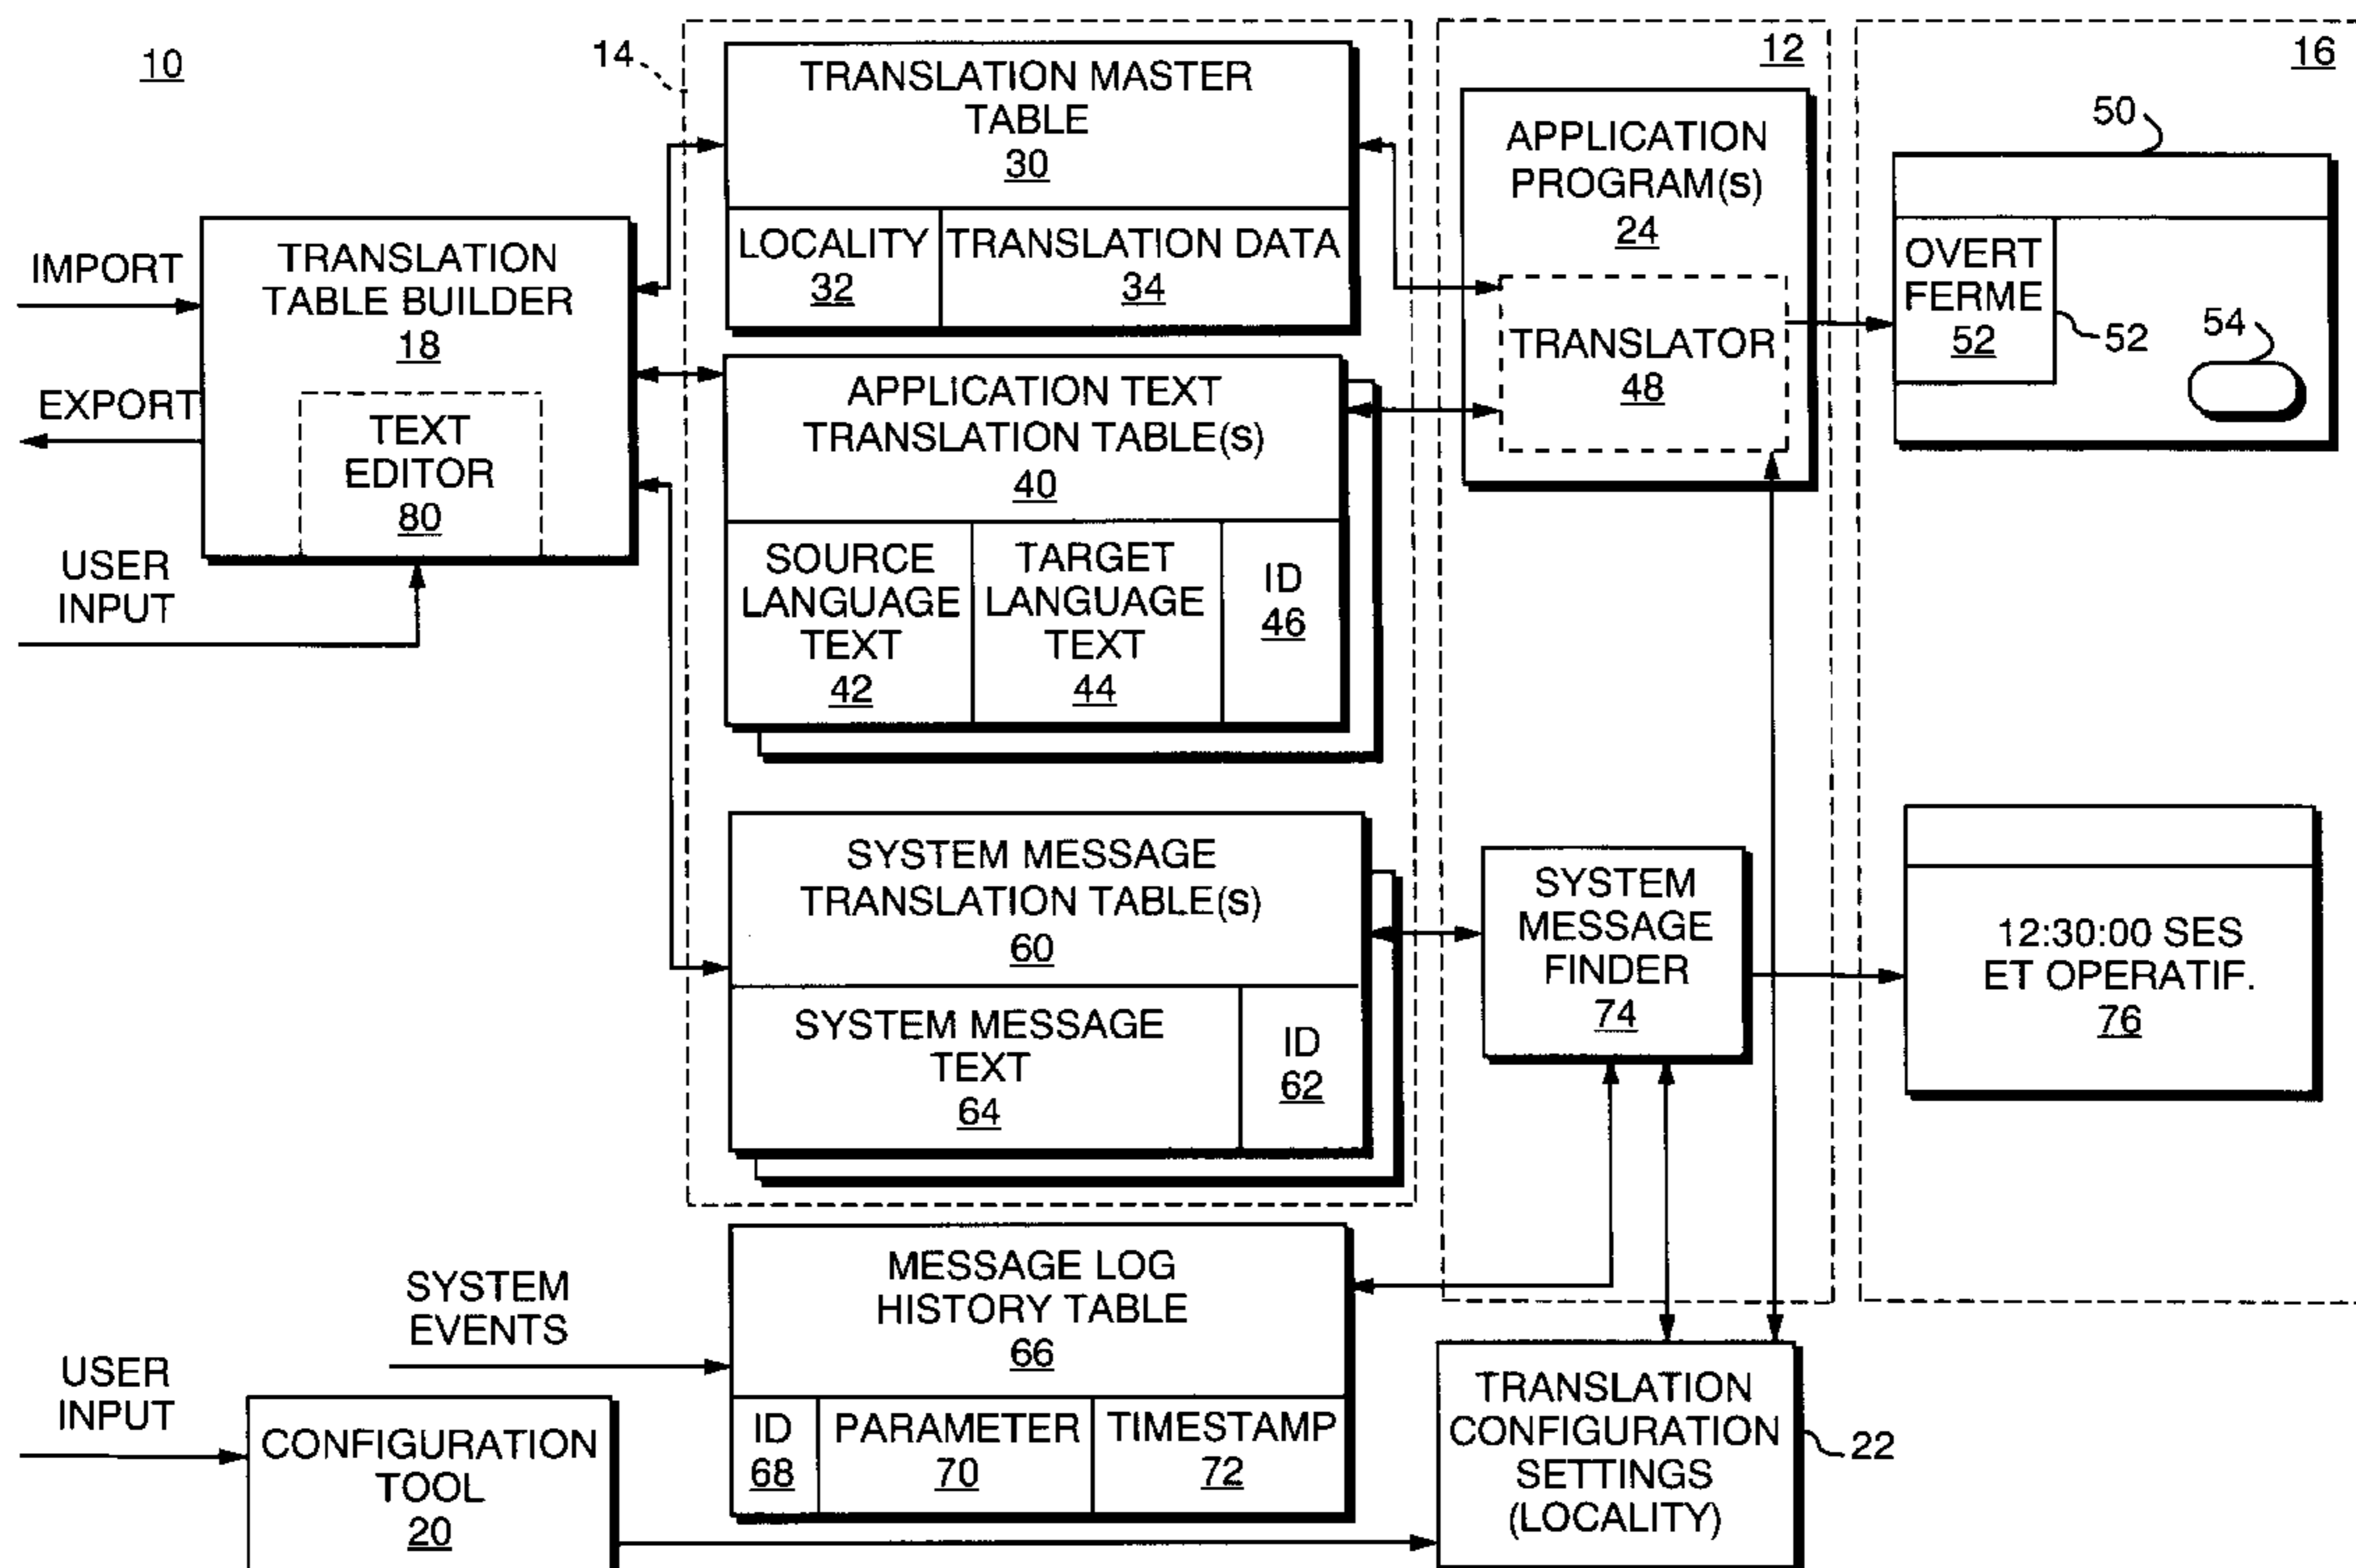 10
14
12
16
TRANSLATION MASTER
TABLE
30
LOCALITY
32
TRANSLATION DATA
34
IMPORT
EXPORT
USER
INPUT
TRANSLATION
TABLE BUILDER
18
TEXT
EDITOR
80
APPLICATION TEXT
TRANSLATION TABLE(s)
40
SOURCE
LANGUAGE
TEXT
42
TARGET
LANGUAGE
TEXT
44
ID
46
APPLICATION
PROGRAM(s)
24
TRANSLATOR
48
50
OVERT
FERME
52
52
54
SYSTEM MESSAGE
TRANSLATION TABLE(s)
60
SYSTEM MESSAGE
TEXT
64
ID
62
SYSTEM
MESSAGE
FINDER
74
12:30:00 SES
ET OPERATIF.
76
SYSTEM
EVENTS
MESSAGE LOG
HISTORY TABLE
66
ID
68
PARAMETER
70
TIMESTAMP
72
USER
INPUT
CONFIGURATION
TOOL
20
TRANSLATION
CONFIGURATION
SETTINGS
(LOCALITY)
22